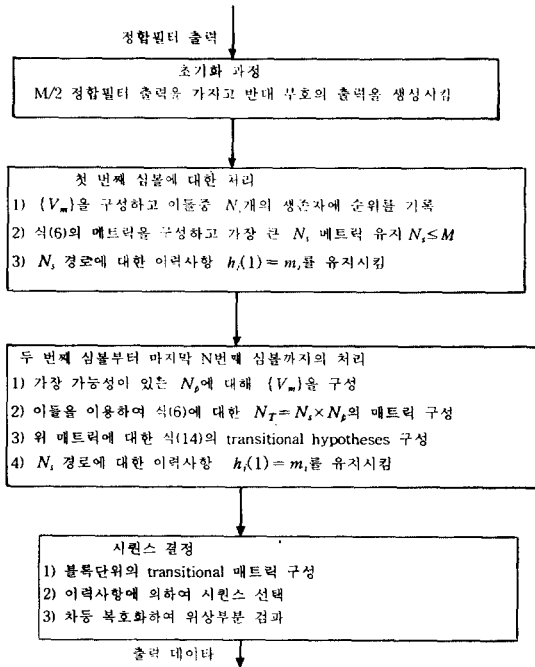 정합필터 출력
초기화 과정
M/2 정합필터 출력을 가지고 반대 부호의 출력을 생성시킴
첫 번째 심볼에 대한 처리
1) {V_m}을 구성하고 이들중 N_s개의 생존자에 순위를 기록
2) 식(6)의 메트릭을 구성하고 가장 큰 N_s 메트릭 유지 N_s≤M
3) N_s 경로에 대한 이력사항 h_i(1)=m_i를 유지시킴
두 번째 심볼부터 마지막 N번째 심볼까지의 처리
1) 가장 가능성이 있는 N_p에 대해 {V_m}을 구성
2) 이들을 이용하여 식(6)에 대한 N_T=N_s×N_p의 매트릭 구성
3) 위 매트릭에 대한 식(14)의 transitional hypotheses 구성
4) N_s 경로에 대한 이력사항 h_i(1)=m_i를 유지시킴
시퀀스 결정
1) 블록단위의 transitional 매트릭 구성
2) 이력사항에 의하여 시퀀스 선택
3) 차등 복호화하여 위상부분 검파
출력 데이타